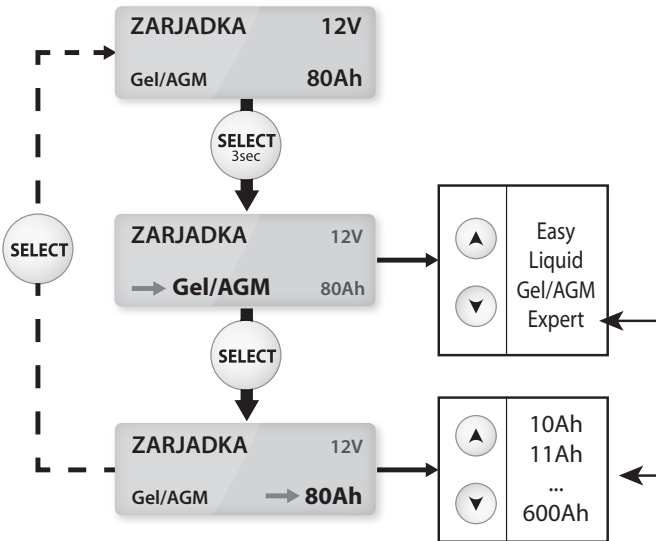 ZARJADKA 12V
Gel/AGM 80Ah
SELECT
3sec
SELECT
ZARJADKA 12V
Gel/AGM 80Ah
Easy
Liquid
Gel/AGM
Expert
SELECT
ZARJADKA 12V
Gel/AGM 80Ah
10Ah
11Ah
...
600Ah